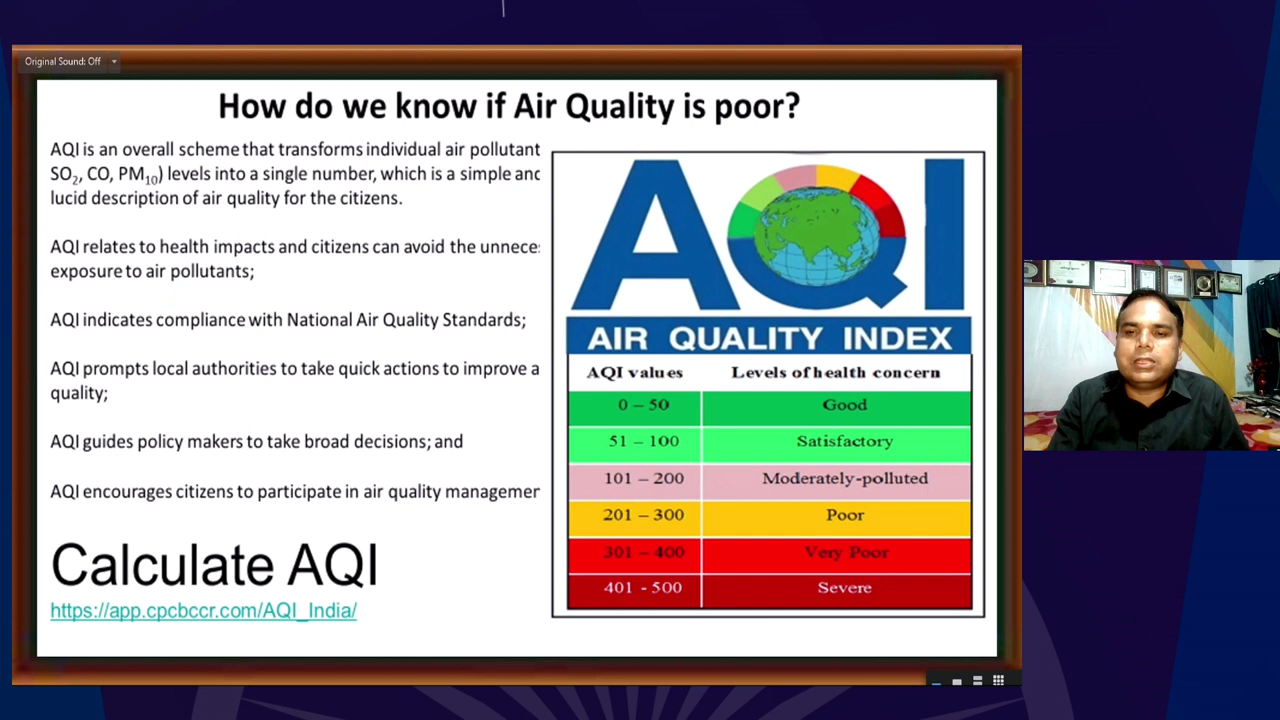 Original Sound: Off
How do we know if Air Quality is poor?
AQI is an overall scheme that transforms individual air pollutant
SO2, CO, PM10) levels into a single number, which is a simple and
lucid description of air quality for the citizens.
AQI relates to health impacts and citizens can avoid the unneces
exposure to air pollutants;
AQI indicates compliance with National Air Quality Standards;
AQI prompts local authorities to take quick actions to improve a
quality;
AQI guides policy makers to take broad decisions; and
AQI encourages citizens to participate in air quality managemen
Calculate AQI
https://app.cpcbccr.com/AQI_India/
AQI
AIR QUALITY INDEX
AQI values Levels of health concern
0 – 50 Good
51 – 100 Satisfactory
101 – 200 Moderately-polluted
201 – 300 Poor
301 – 400 Very Poor
401 - 500 Severe